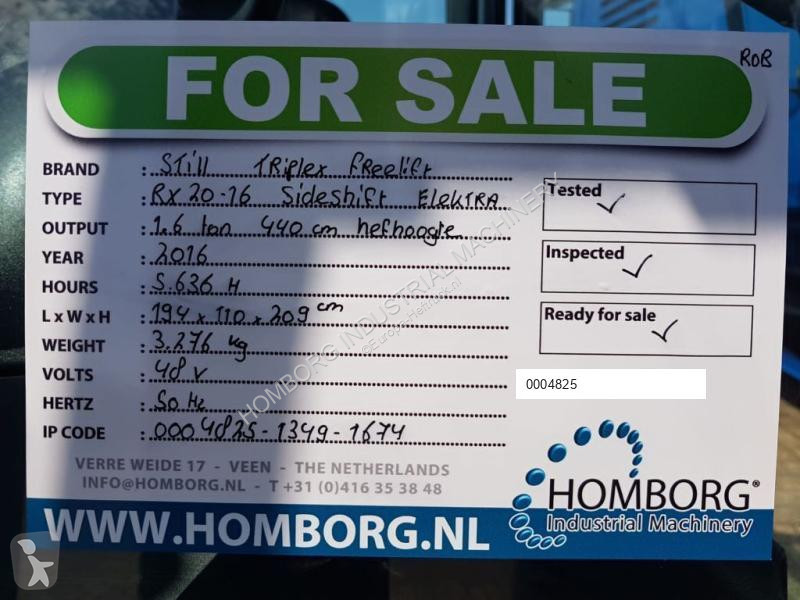 RoB
FOR SALE
BRAND : Still Triplex Freelift
TYPE : RX 20-16 Sideshift Elektra
OUTPUT : 1.6 ton 440 cm hefhoogte
YEAR : 2016
HOURS : 5.636 H
L x W x H : 194 x 110 x 209 cm
WEIGHT : 3.276 kg
VOLTS : 48 V
HERTZ : 50 Hz
IP CODE : 0004825-1349-1674
Tested ✓
Inspected ✓
Ready for sale ✓
0004825
VERRE WEIDE 17 - VEEN - THE NETHERLANDS
INFO@HOMBORG.NL - T +31 (0)416 35 38 48
HOMBORG®
Industrial Machinery
WWW.HOMBORG.NL
HOMBORG INDUSTRIAL MACHINERY